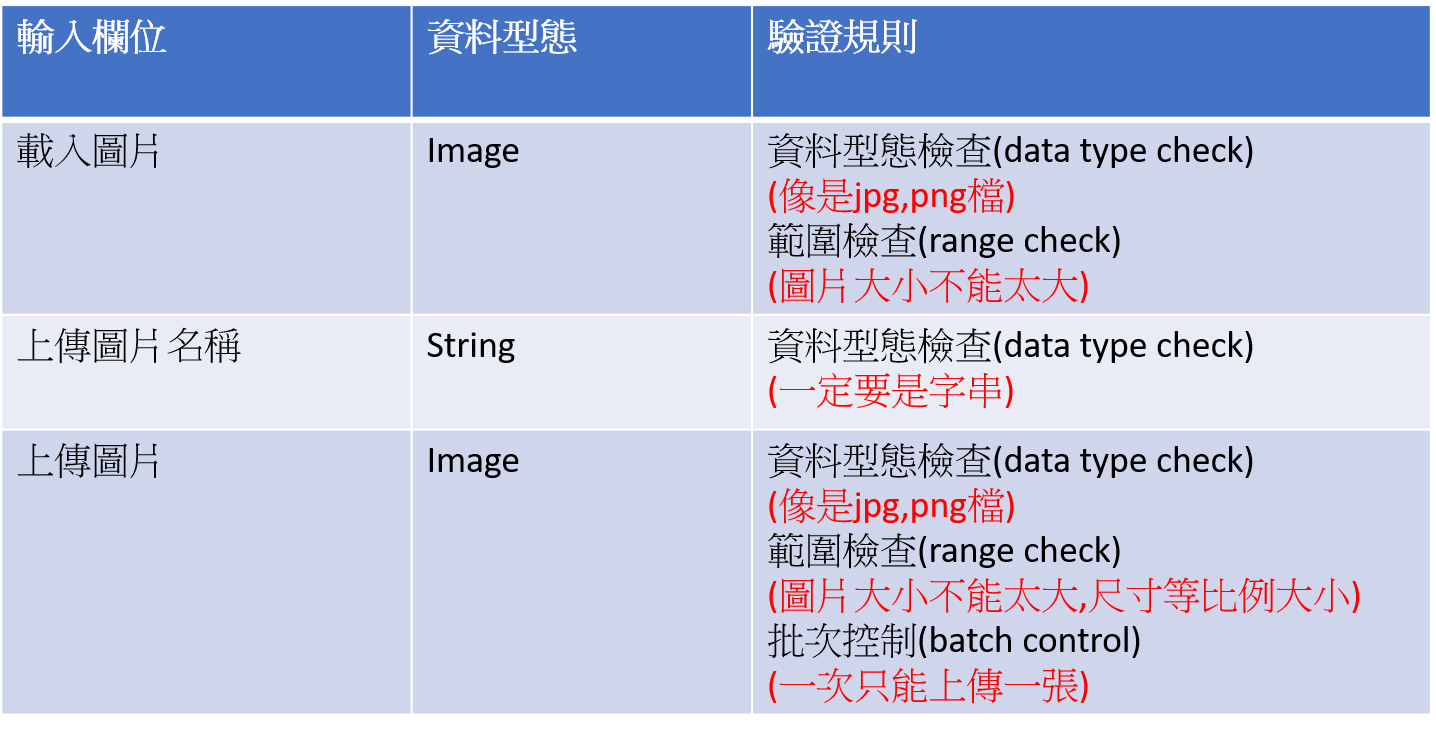 輸入欄位
資料型態
驗證規則
載入圖片
Image
資料型態檢查(data type check)
(像是jpg,png檔)
範圍檢查(range check)
(圖片大小不能太大)
上傳圖片名稱
String
資料型態檢查(data type check)
(一定要是字串)
上傳圖片
Image
資料型態檢查(data type check)
(像是jpg,png檔)
範圍檢查(range check)
(圖片大小不能太大,尺寸等比例大小)
批次控制(batch control)
(一次只能上傳一張)